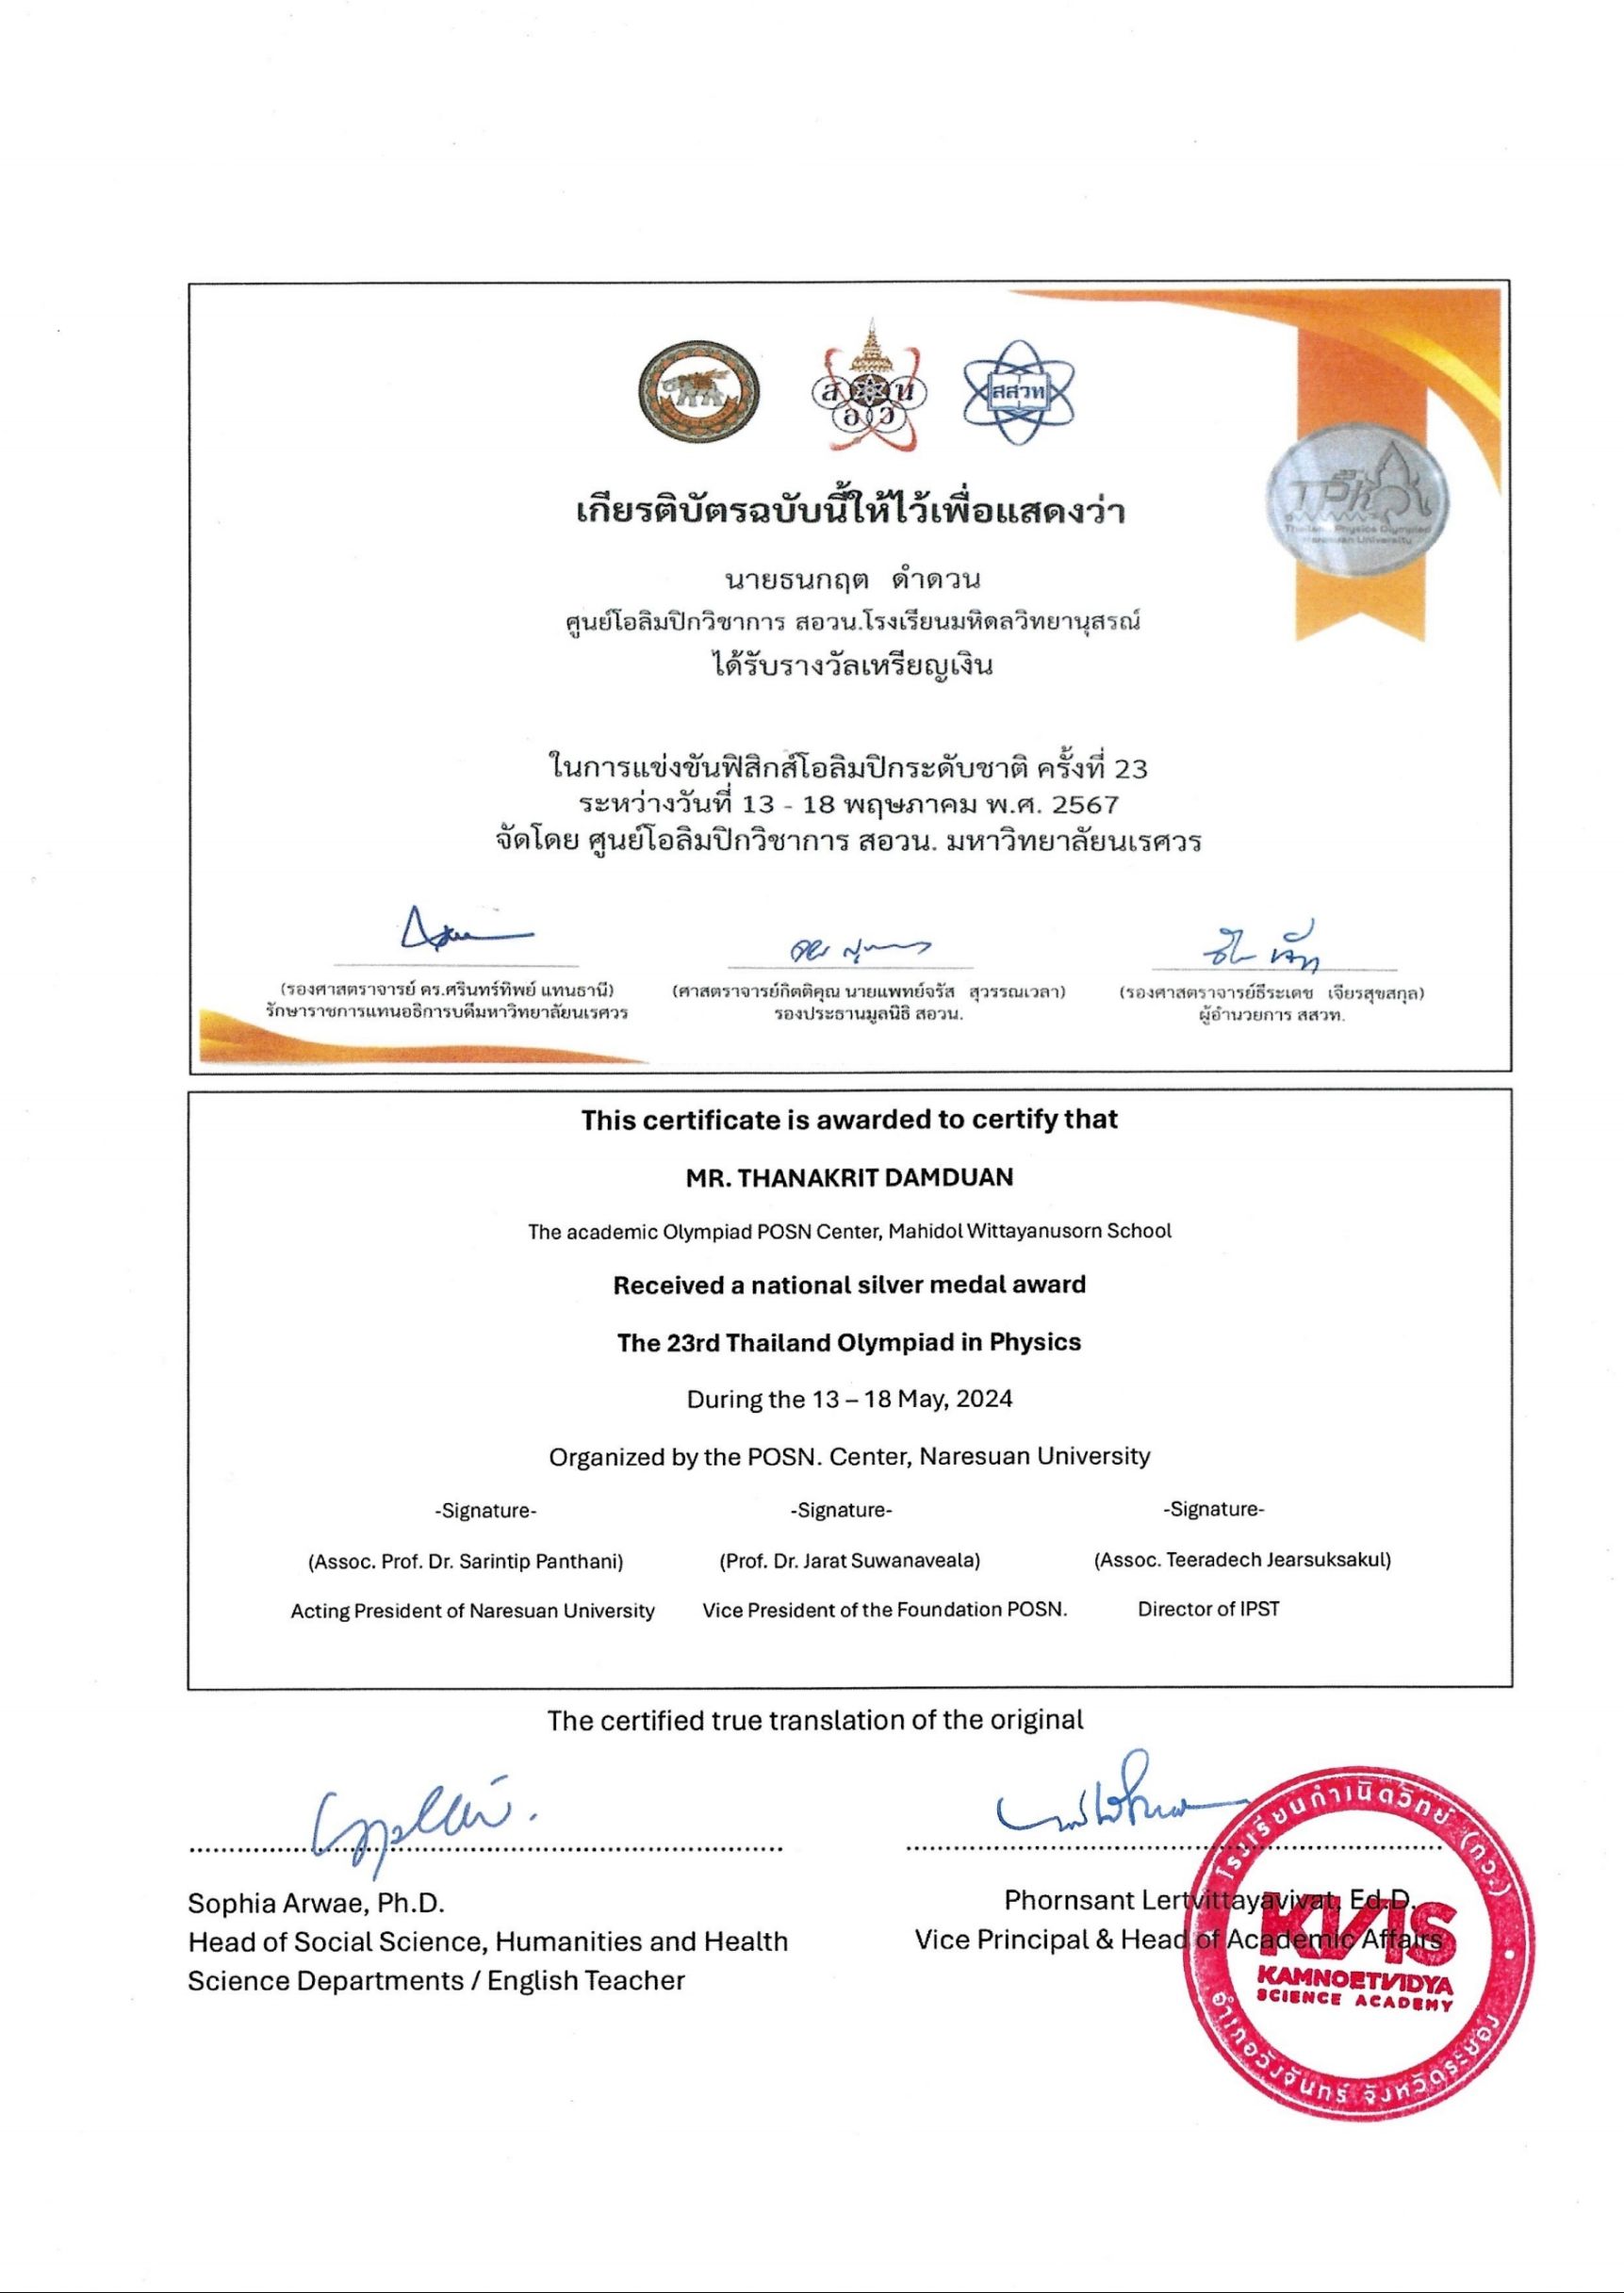 ส อ ว น
สสวท
TPhO
Thailand Physics Olympiad
Naresuan University
เกียรติบัตรฉบับนี้ให้ไว้เพื่อแสดงว่า
นายธนกฤต ดำดวน
ศูนย์โอลิมปิกวิชาการ สอวน.โรงเรียนมหิดลวิทยานุสรณ์
ได้รับรางวัลเหรียญเงิน
ในการแข่งขันฟิสิกส์โอลิมปิกระดับชาติ ครั้งที่ 23
ระหว่างวันที่ 13 - 18 พฤษภาคม พ.ศ. 2567
จัดโดย ศูนย์โอลิมปิกวิชาการ สอวน. มหาวิทยาลัยนเรศวร
(รองศาสตราจารย์ ดร.ศรินทร์ทิพย์ แทนธานี)
รักษาราชการแทนอธิการบดีมหาวิทยาลัยนเรศวร
(ศาสตราจารย์กิตติคุณ นายแพทย์จรัส สุวรรณเวลา)
รองประธานมูลนิธิ สอวน.
(รองศาสตราจารย์ธีระเดช เจียรสุขสกุล)
ผู้อำนวยการ สสวท.
This certificate is awarded to certify that
MR. THANAKRIT DAMDUAN
The academic Olympiad POSN Center, Mahidol Wittayanusorn School
Received a national silver medal award
The 23rd Thailand Olympiad in Physics
During the 13 – 18 May, 2024
Organized by the POSN. Center, Naresuan University
-Signature- -Signature- -Signature-
(Assoc. Prof. Dr. Sarintip Panthani) (Prof. Dr. Jarat Suwanaveala) (Assoc. Teeradech Jearsuksakul)
Acting President of Naresuan University Vice President of the Foundation POSN. Director of IPST
The certified true translation of the original
Sophia Arwae, Ph.D.
Head of Social Science, Humanities and Health
Science Departments / English Teacher
Phornsant Lertvittayavivat, Ed.D.
Vice Principal & Head of Academic Affairs
โรงเรียนกำเนิดวิทย์ (กวว.)
KVIS
KAMNOETVIDYA
SCIENCE ACADEMY
อำเภอวังจันทร์ จังหวัดระยอง